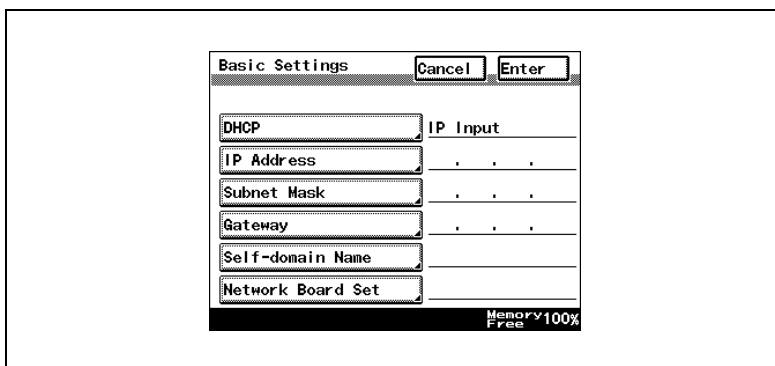 Basic Settings Cancel Enter
DHCP IP Input
IP Address . . .
Subnet Mask . . .
Gateway . . .
Self-domain Name
Network Board Set
Memory Free 100%